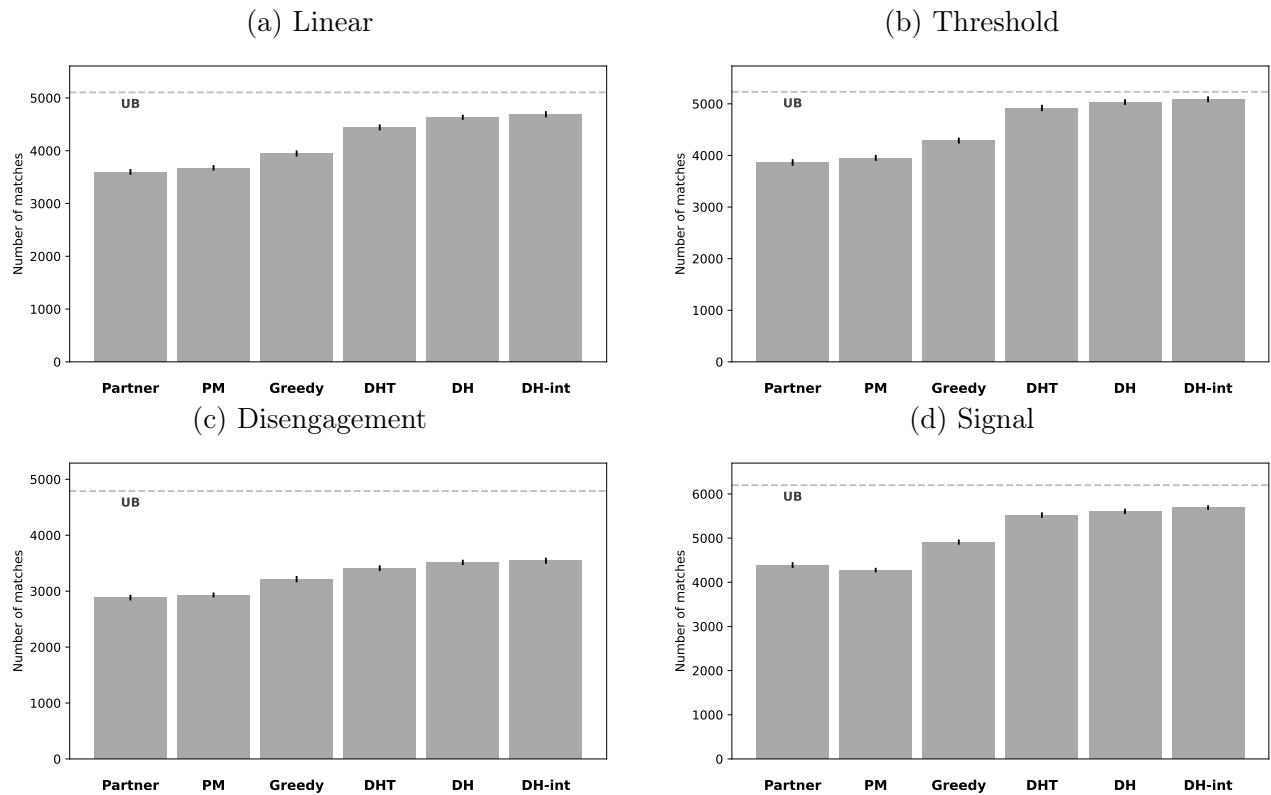 (a) Linear
Number of matches
5000
4000
3000
2000
1000
0
UB
Partner PM Greedy DHT DH DH-int
(b) Threshold
Number of matches
5000
4000
3000
2000
1000
0
UB
Partner PM Greedy DHT DH DH-int
(c) Disengagement
Number of matches
5000
4000
3000
2000
1000
0
UB
Partner PM Greedy DHT DH DH-int
(d) Signal
Number of matches
6000
5000
4000
3000
2000
1000
0
UB
Partner PM Greedy DHT DH DH-int